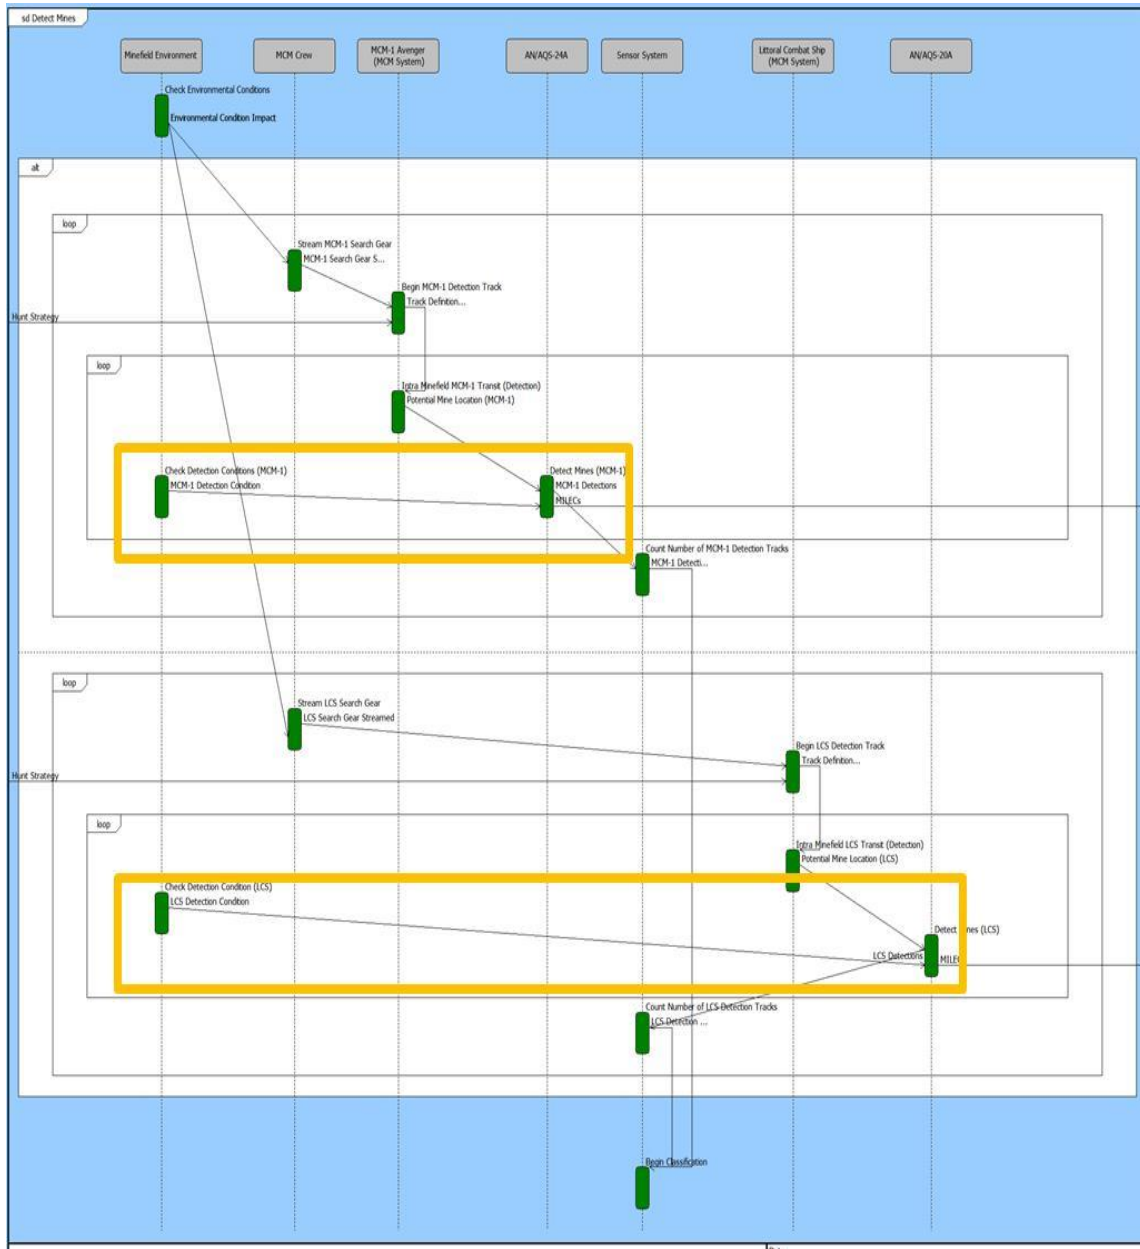 sd Detect Mines
Minefield Environment
MCM Crew
MCM-1 Avenger
(MCM System)
AN/AQS-24A
Sensor System
Littoral Combat Ship
(MCM System)
AN/AQS-20A
Check Environmental Conditions
Environmental Condition Impact
alt
loop
Stream MCM-1 Search Gear
MCM-1 Search Gear S...
Begin MCM-1 Detection Track
Track Definition...
Hunt Strategy
loop
Intra Minefield MCM-1 Transit (Detection)
Potential Mine Location (MCM-1)
Check Detection Conditions (MCM-1)
MCM-1 Detection Condition
Detect Mines (MCM-1)
MCM-1 Detections
MILECs
Count Number of MCM-1 Detection Tracks
MCM-1 Detecti...
loop
Stream LCS Search Gear
LCS Search Gear Streamed
Begin LCS Detection Track
Track Definition...
Hunt Strategy
loop
Intra Minefield LCS Transit (Detection)
Potential Mine Location (LCS)
Check Detection Condition (LCS)
LCS Detection Condition
Detect Mines (LCS)
LCS Detections
MILEC
Count Number of LCS Detection Tracks
LCS Detection ...
Begin Classification